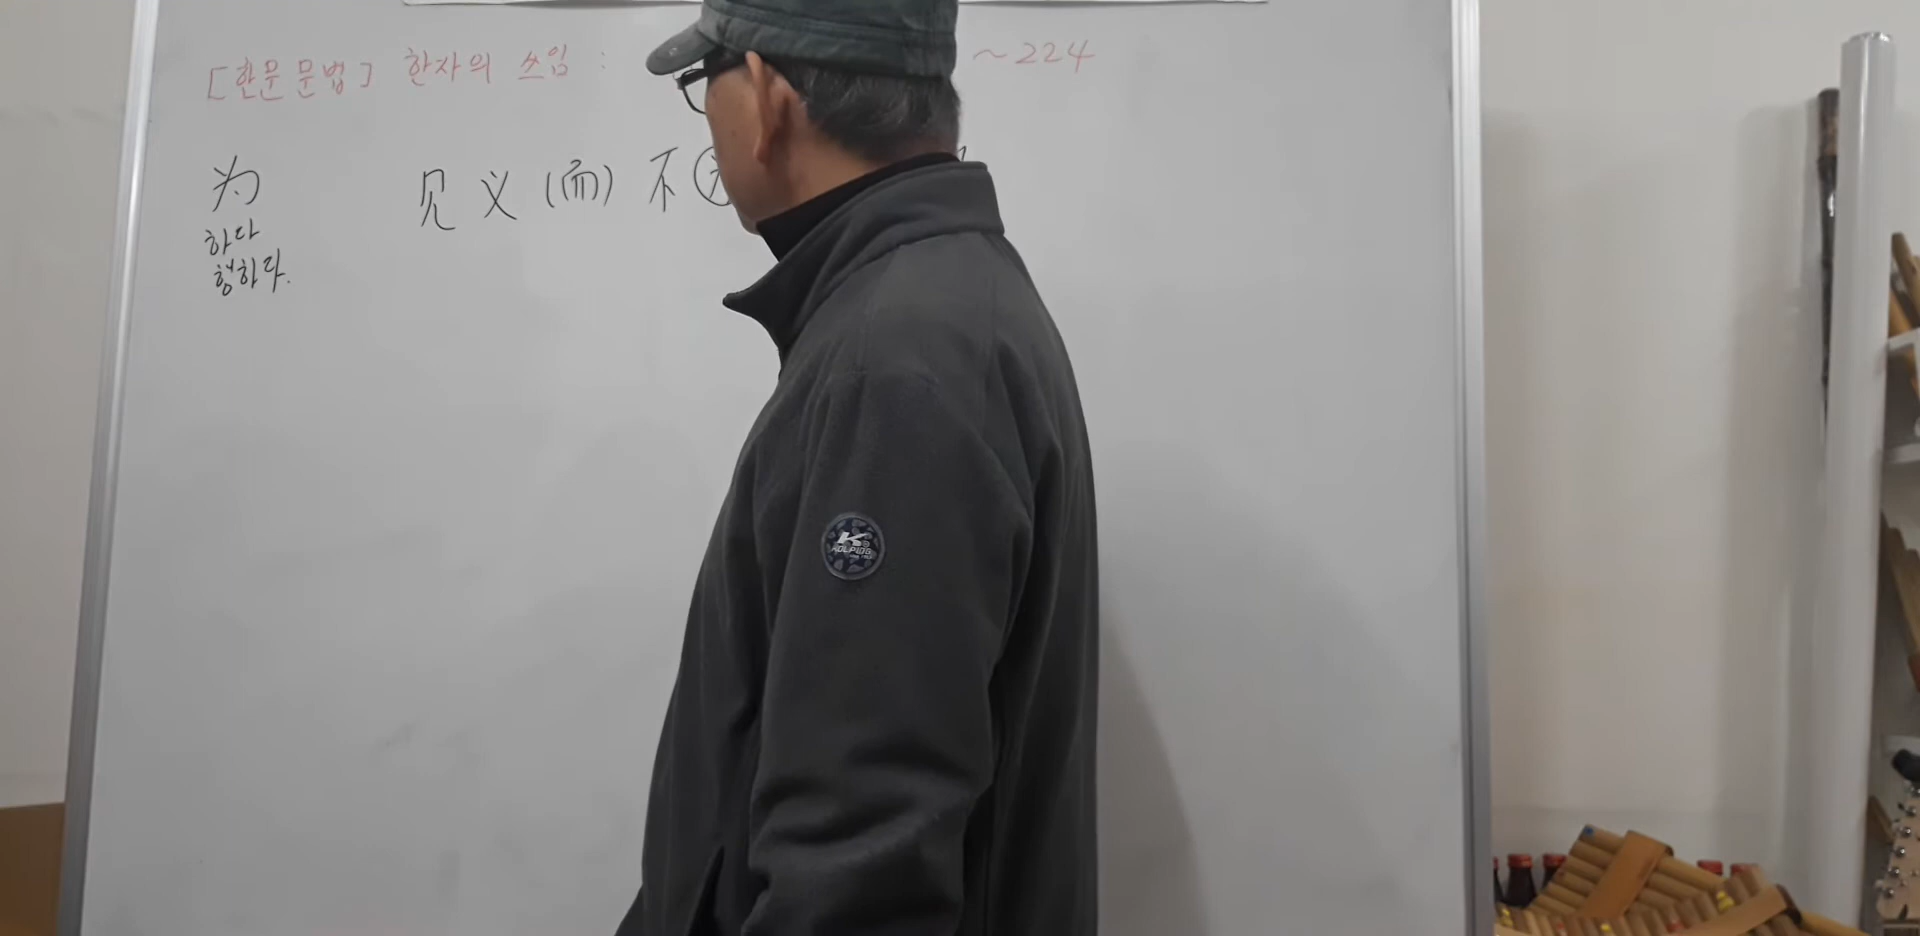 [한문 문법] 한자의 쓰임 : ~224
为 见 义 (而) 不
하다
행하다.
KOLPING